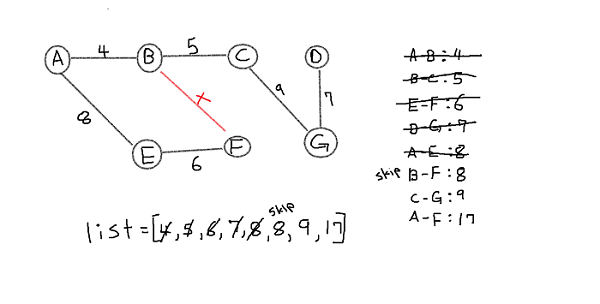 A
4
B
5
C
D
8
×
9
7
E
6
F
G
A-B:4
B-C:5
E-F:6
D-G:7
A-E:8
skip B-F:8
C-G:9
A-F:17
skip
list=[4,5,6,7,8,8,9,17]